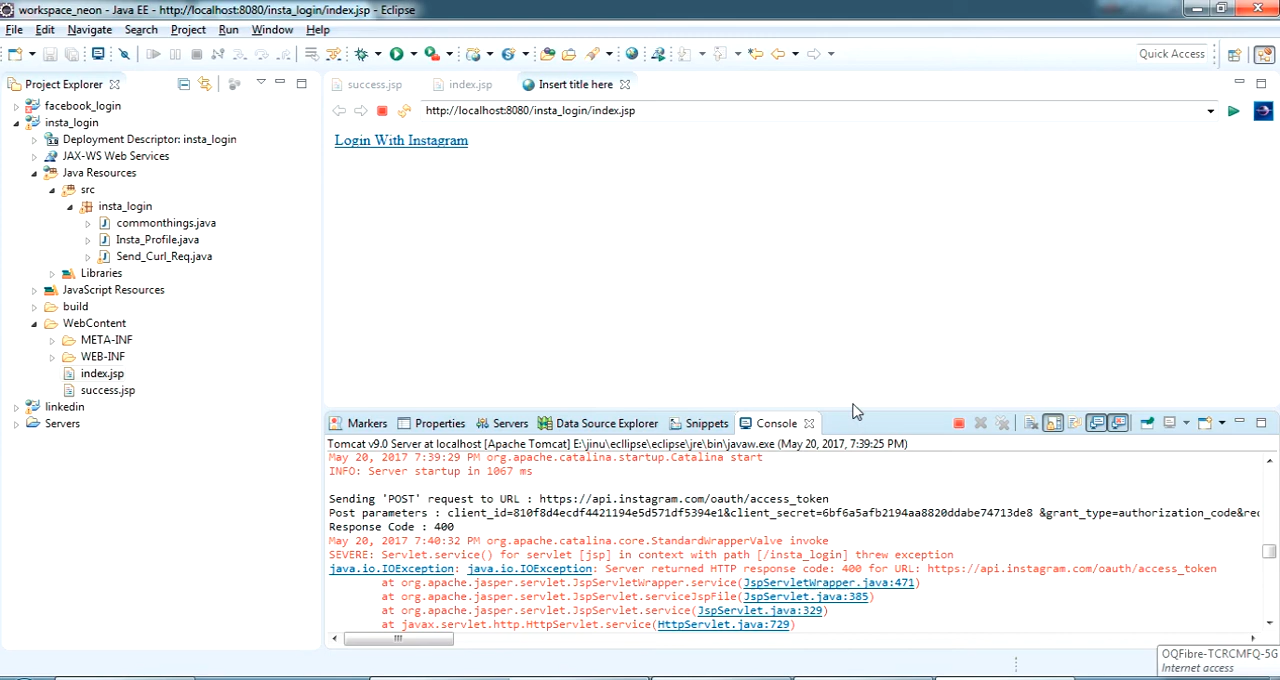 workspace_neon - Java EE - http://localhost:8080/insta_login/index.jsp - Eclipse
File Edit Navigate Search Project Run Window Help
Quick Access
Project Explorer
success.jsp index.jsp Insert title here
facebook_login
insta_login
Deployment Descriptor: insta_login
JAX-WS Web Services
Java Resources
src
insta_login
commonthings.java
Insta_Profile.java
Send_Curl_Req.java
Libraries
JavaScript Resources
build
WebContent
META-INF
WEB-INF
index.jsp
success.jsp
linkedin
Servers
http://localhost:8080/insta_login/index.jsp
Login With Instagram
Markers Properties Servers Data Source Explorer Snippets Console
Tomcat v9.0 Server at localhost [Apache Tomcat] E:\jinu\ecllipse\eclipse\jre\bin\javaw.exe (May 20, 2017, 7:39:25 PM)
May 20, 2017 7:39:29 PM org.apache.catalina.startup.Catalina start
INFO: Server startup in 1067 ms
Sending 'POST' request to URL : https://api.instagram.com/oauth/access_token
Post parameters : client_id=810f8d4ecdf4421194e5d571df5394e1&client_secret=6bf6a5afb2194aa8820ddabe74713de8 &grant_type=authorization_code&rec
Response Code : 400
May 20, 2017 7:40:32 PM org.apache.catalina.core.StandardWrapperValve invoke
SEVERE: Servlet.service() for servlet [jsp] in context with path [/insta_login] threw exception
java.io.IOException: java.io.IOException: Server returned HTTP response code: 400 for URL: https://api.instagram.com/oauth/access_token
at org.apache.jasper.servlet.JspServletWrapper.service(JspServletWrapper.java:471)
at org.apache.jasper.servlet.JspServlet.serviceJspFile(JspServlet.java:385)
at org.apache.jasper.servlet.JspServlet.service(JspServlet.java:329)
at javax.servlet.http.HttpServlet.service(HttpServlet.java:729)
OQFibre-TCRCMFQ-5G
Internet access